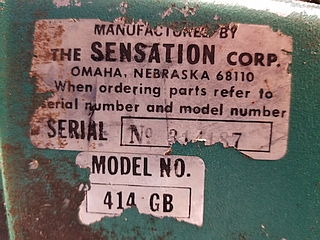 MANUFACTURED BY
THE SENSATION CORP.
OMAHA, NEBRASKA 68110
When ordering parts refer to
serial number and model number
SERIAL No
MODEL NO.
414 GB